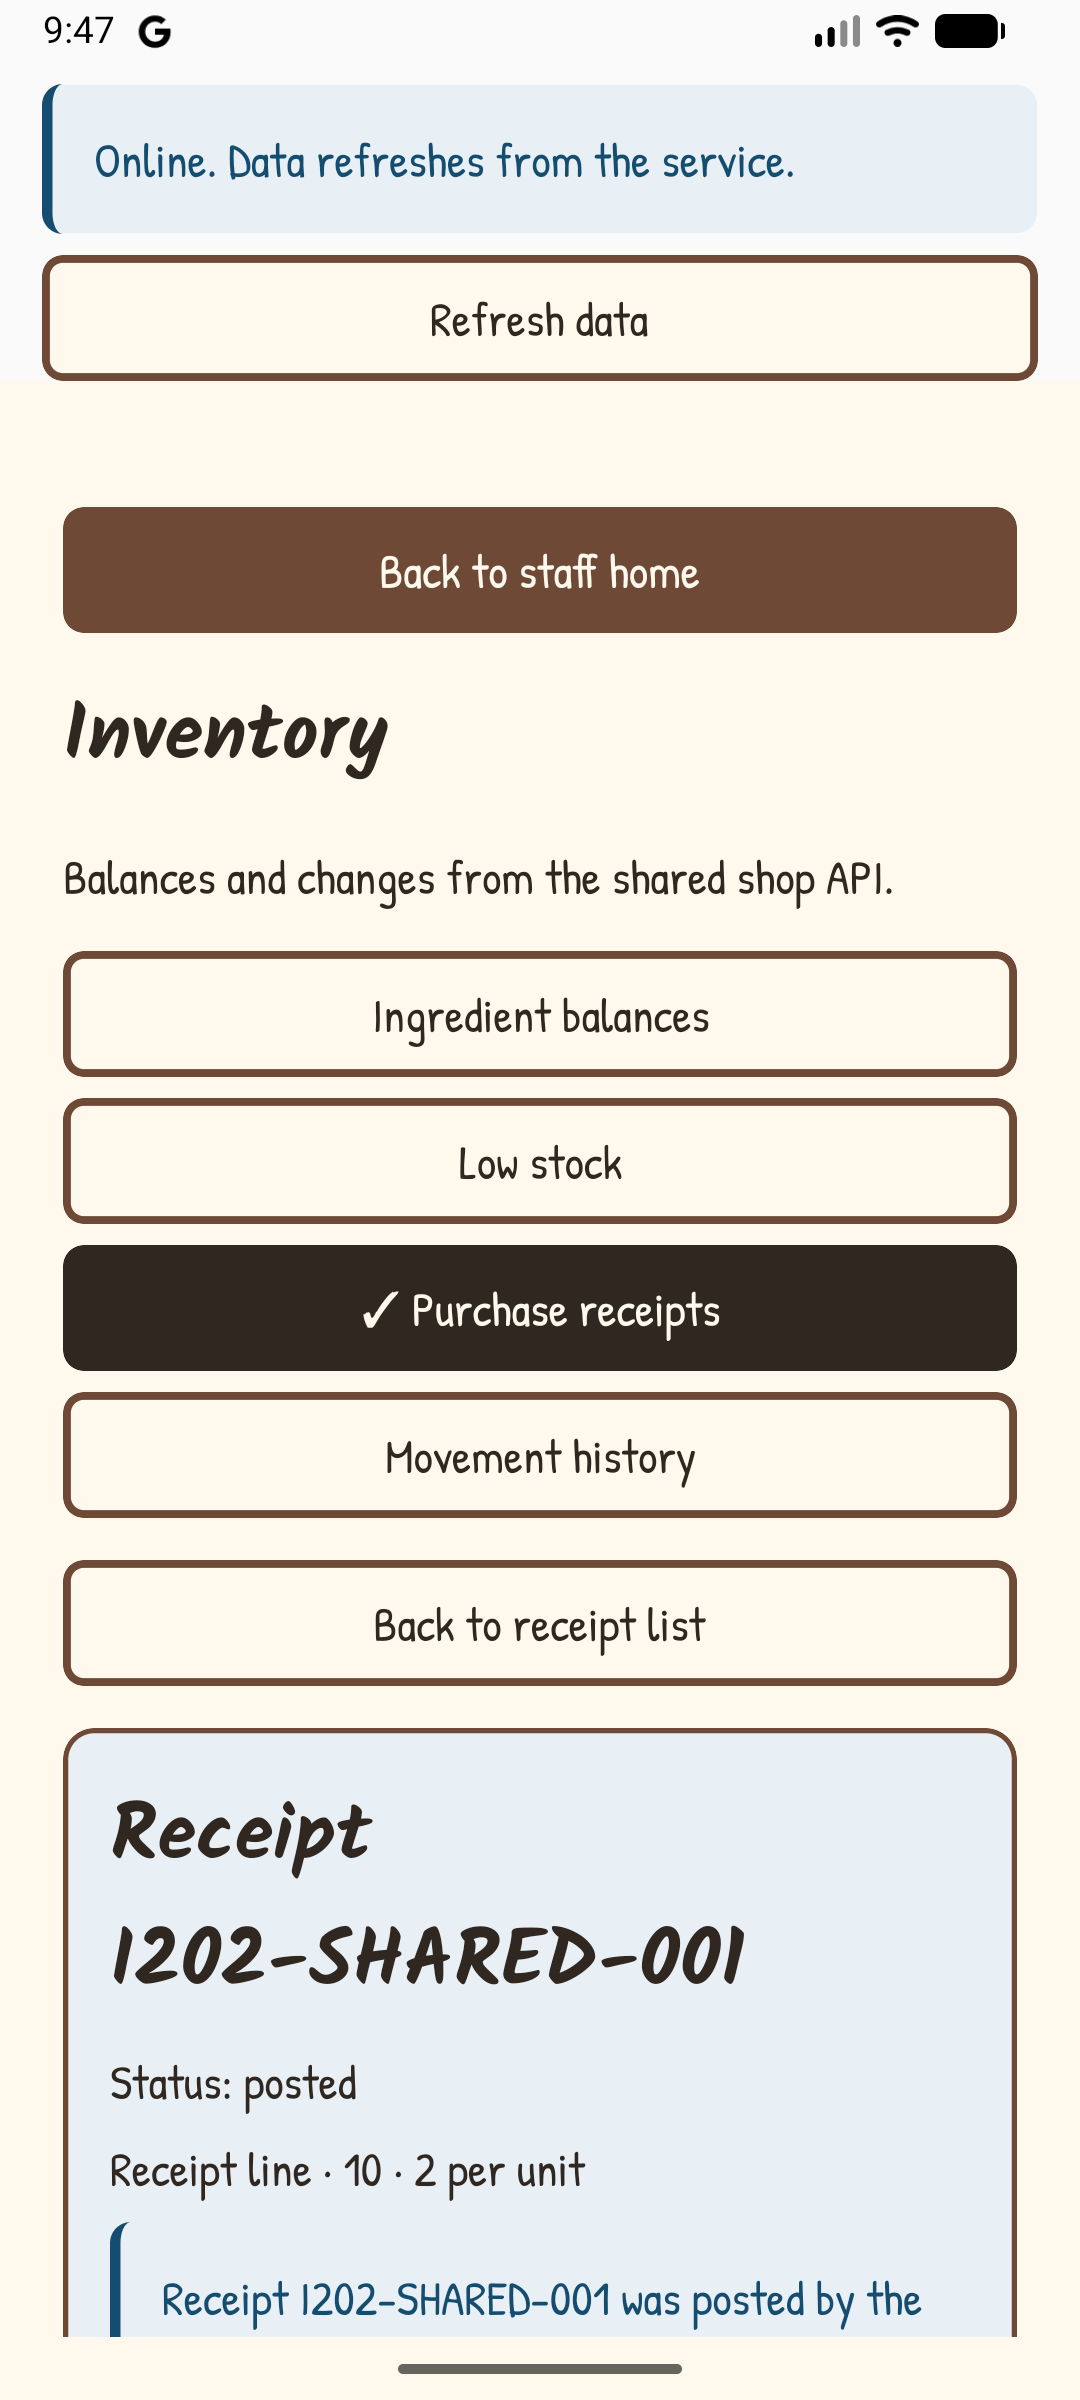 9:47
Online. Data refreshes from the service.
Refresh data
Back to staff home
Inventory
Balances and changes from the shared shop API.
Ingredient balances
Low stock
✓ Purchase receipts
Movement history
Back to receipt list
Receipt
1202-SHARED-001
Status: posted
Receipt line · 10 · 2 per unit
Receipt 1202-SHARED-001 was posted by the